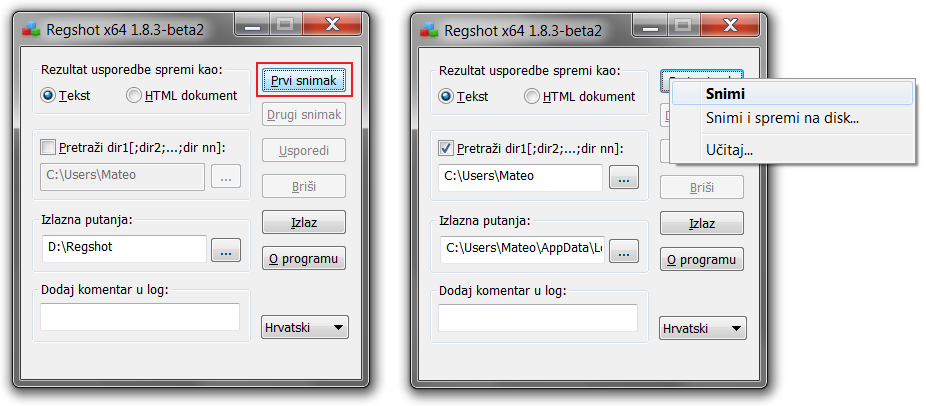 Regshot x64 1.8.3-beta2
Rezultat usporedbe spremi kao:
Tekst
HTML dokument
Prvi snimak
Drugi snimak
Pretraži dir1[;dir2;...;dir nn]:
Usporedi
C:\Users\Mateo
...
Briši
Izlazna putanja:
Izlaz
D:\Regshot
...
O programu
Dodaj komentar u log:
Hrvatski
Regshot x64 1.8.3-beta2
Rezultat usporedbe spremi kao:
Tekst
HTML dokument
Snimi
Snimi i spremi na disk...
Učitaj...
Pretraži dir1[;dir2;...;dir nn]:
C:\Users\Mateo
...
Briši
Izlazna putanja:
Izlaz
C:\Users\Mateo\AppData\L
...
O programu
Dodaj komentar u log:
Hrvatski